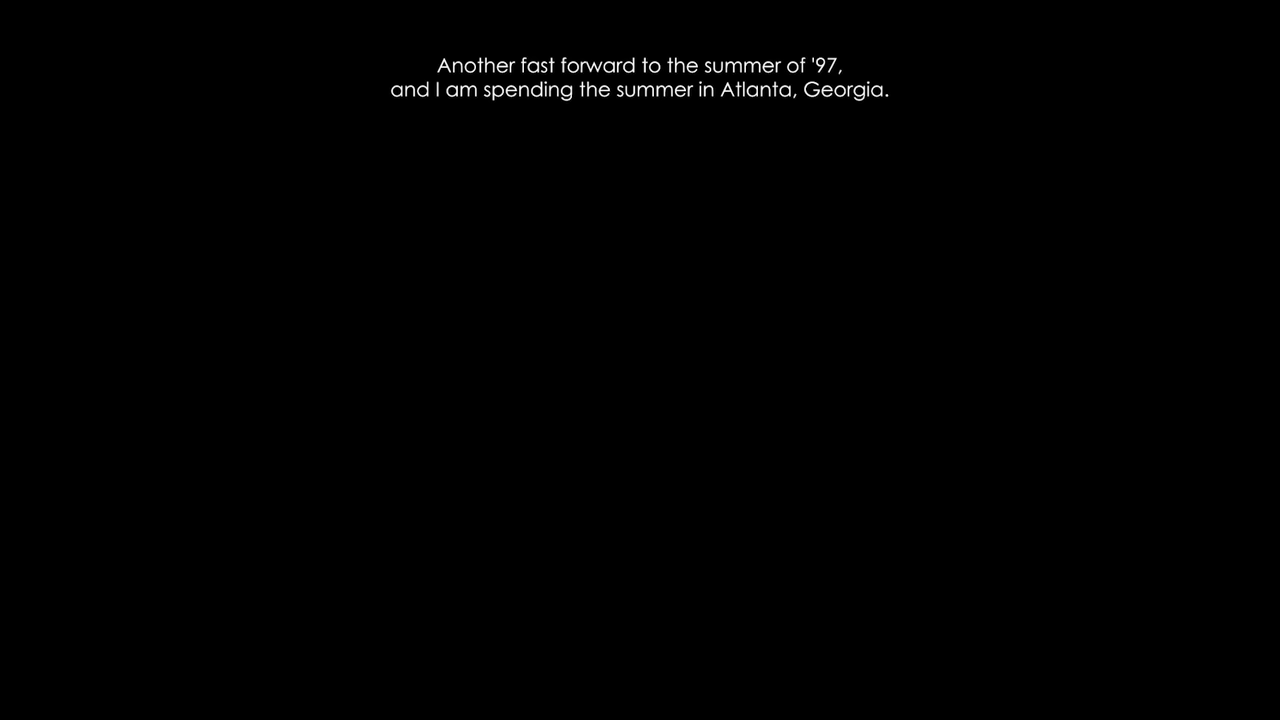 Another fast forward to the summer of '97,
and I am spending the summer in Atlanta, Georgia.